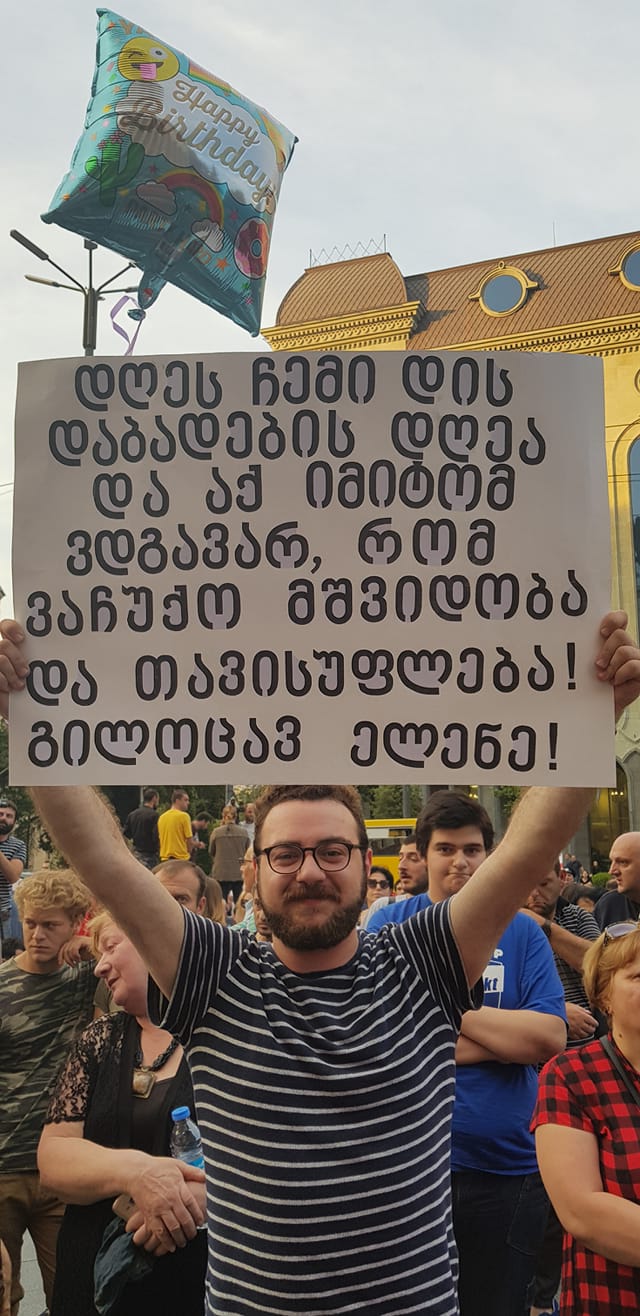 Happy
Birthday
დღეს ჩემი დის
დაბადების დღეა
და აქ იმიტომ
ვდგავარ, რომ
ვაჩუქო მშვიდობა
და თავისუფლება!
გილოცავ ელენე!